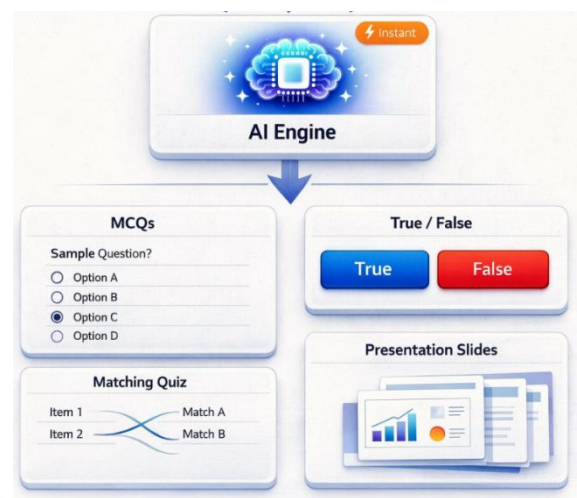 Instant
AI Engine
MCQs
Sample Question?
Option A
Option B
Option C
Option D
True / False
True False
Matching Quiz
Item 1 Match A
Item 2 Match B
Presentation Slides